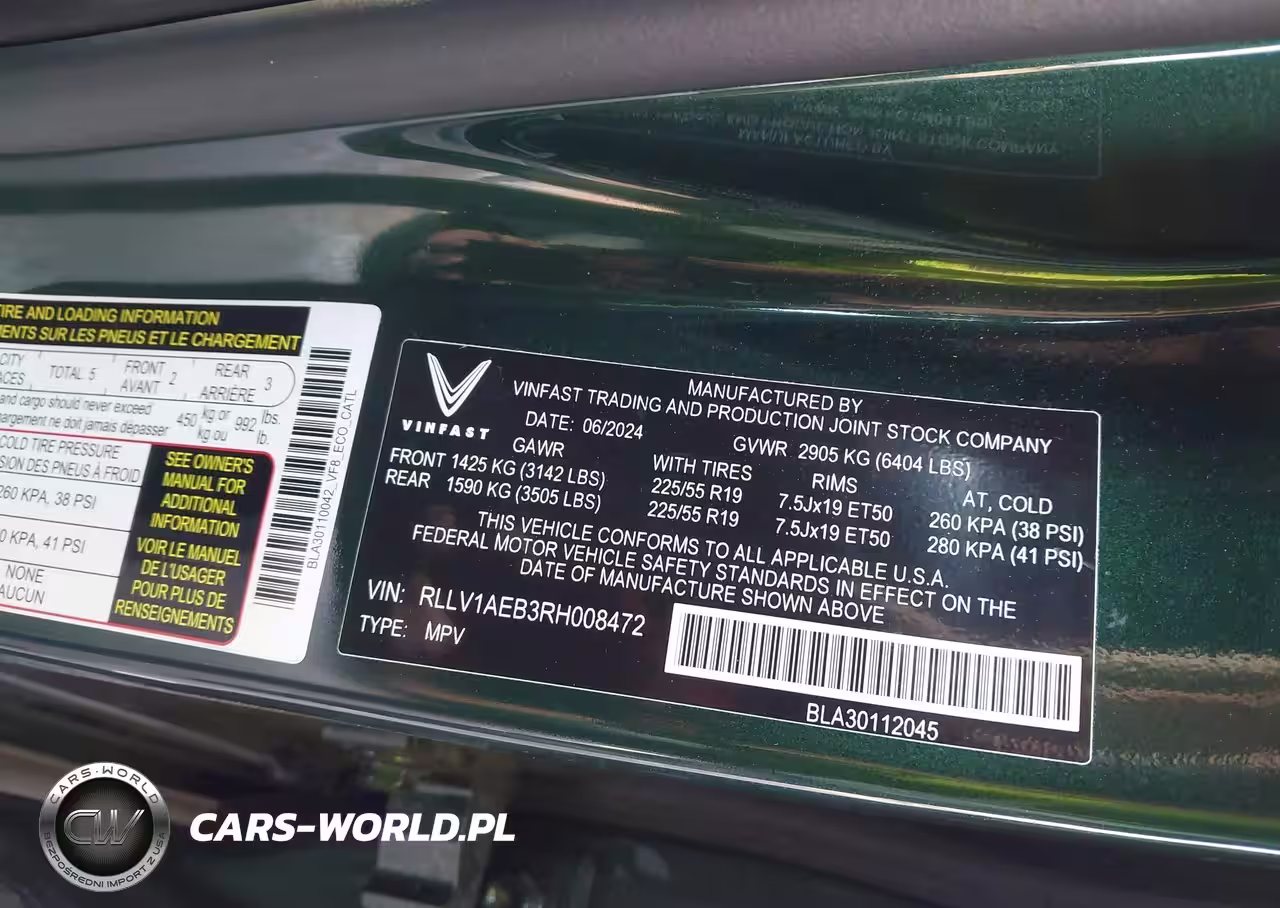 TIRE AND LOADING INFORMATION
MENTS SUR LES PNEUS ET LE CHARGEMENT
TOTAL 5
FRONT 2
AVANT
REAR 3
ARRIÈRE
and cargo should never exceed
ne doit jamais dépasser
450 kg or 992 lbs.
kg ou lb.
COLD TIRE PRESSURE
DES PNEUS À FROID
260 KPA, 38 PSI
KPA, 41 PSI
NONE
AUCUN
SEE OWNER'S
MANUAL FOR
ADDITIONAL
INFORMATION
VOIR LE MANUEL
DE L'USAGER
POUR PLUS DE
RENSEIGNEMENTS
BLA30110042_VF8_ECO_CATL
VINFAST
MANUFACTURED BY
VINFAST TRADING AND PRODUCTION JOINT STOCK COMPANY
DATE: 06/2024
GVWR 2905 KG (6404 LBS)
GAWR WITH TIRES RIMS AT, COLD
FRONT 1425 KG (3142 LBS) 225/55 R19 7.5Jx19 ET50 260 KPA (38 PSI)
REAR 1590 KG (3505 LBS) 225/55 R19 7.5Jx19 ET50 280 KPA (41 PSI)
THIS VEHICLE CONFORMS TO ALL APPLICABLE U.S.A.
FEDERAL MOTOR VEHICLE SAFETY STANDARDS IN EFFECT ON THE
DATE OF MANUFACTURE SHOWN ABOVE
VIN: RLLV1AEB3RH008472
TYPE: MPV
BLA30112045
CARS-WORLD
CW
BEZPOŚREDNI IMPORT Z USA
CARS-WORLD.PL